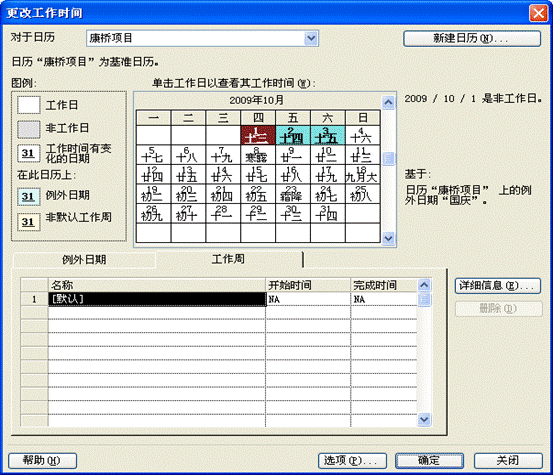 更改工作时间
对于日历 康桥项目 新建日历(N)...
日历“康桥项目”为基准日历。
图例: 单击工作日以查看其工作时间(W):
工作日
非工作日
31 工作时间有变化的日期
在此日历上:
31 例外日期
31 非默认工作周
2009年10月
一 二 三 四 五 六 日
1 2 3 4
十三 十四 十五 十六
5 6 7 8 9 10 11
十七 十八 十九 寒露 廿一 廿二 廿三
12 13 14 15 16 17 18
廿四 廿五 廿六 廿七 廿八 廿九 九月大
19 20 21 22 23 24 25
初二 初三 初四 初五 霜降 初七 初八
26 27 28 29 30 31
初九 初十 十一 十二 十三 十四
2009 / 10 / 1 是非工作日。
基于:
日历“康桥项目” 上的例
外日期“国庆”。
例外日期 工作周
名称 开始时间 完成时间
1 [默认] NA NA
详细信息(E)...
删除(D)
帮助(H) 选项(P)... 确定 关闭